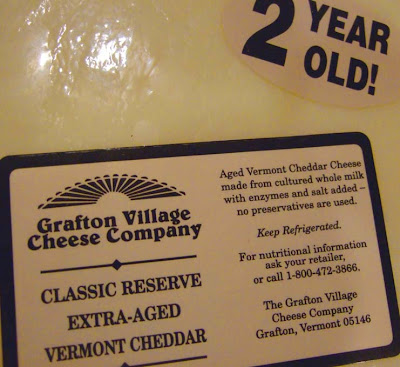 2 YEAR
OLD!
Grafton Village
Cheese Company
CLASSIC RESERVE
EXTRA-AGED
VERMONT CHEDDAR
Aged Vermont Cheddar Cheese
made from cultured whole milk
with enzymes and salt added –
no preservatives are used.
Keep Refrigerated.
For nutritional information
ask your retailer,
or call 1-800-472-3866.
The Grafton Village
Cheese Company
Grafton, Vermont 05146